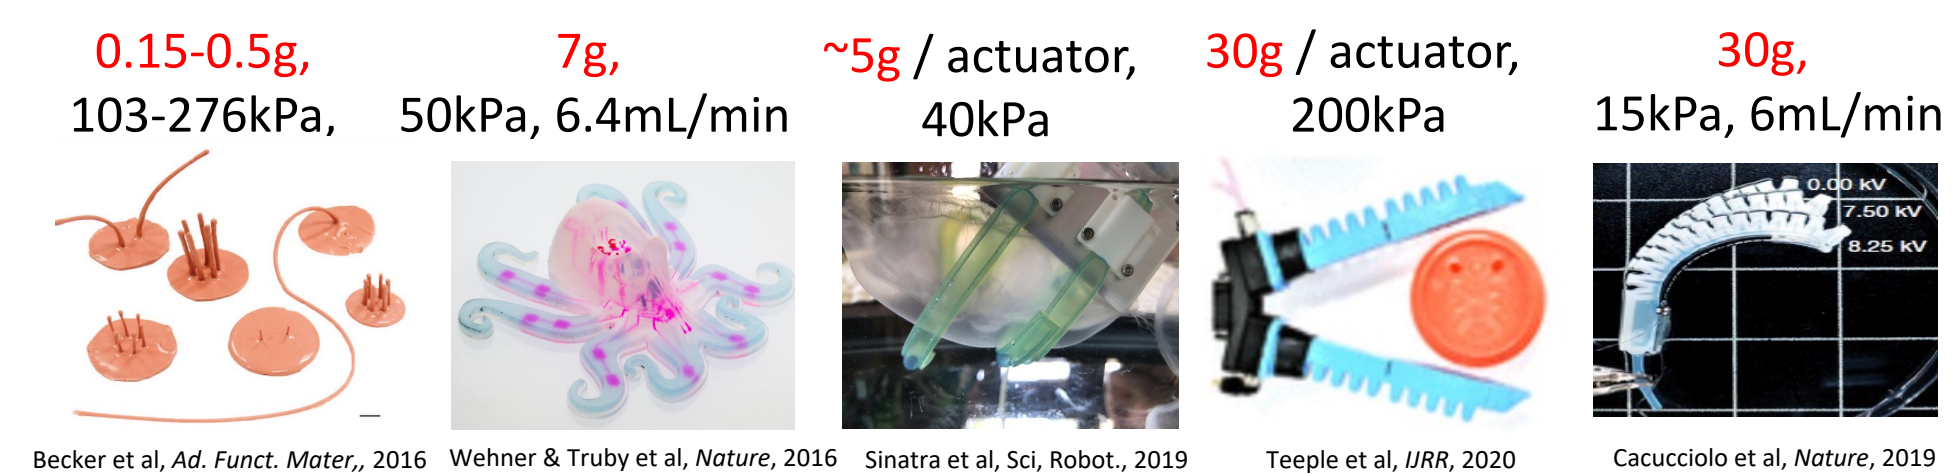 0.15-0.5g,
103-276kPa,
7g,
50kPa, 6.4mL/min
~5g / actuator,
40kPa
30g / actuator,
200kPa
30g,
15kPa, 6mL/min
0.00 kV
7.50 kV
8.25 kV
Becker et al, Ad. Funct. Mater,, 2016
Wehner & Truby et al, Nature, 2016
Sinatra et al, Sci, Robot., 2019
Teeple et al, IJRR, 2020
Cacucciolo et al, Nature, 2019